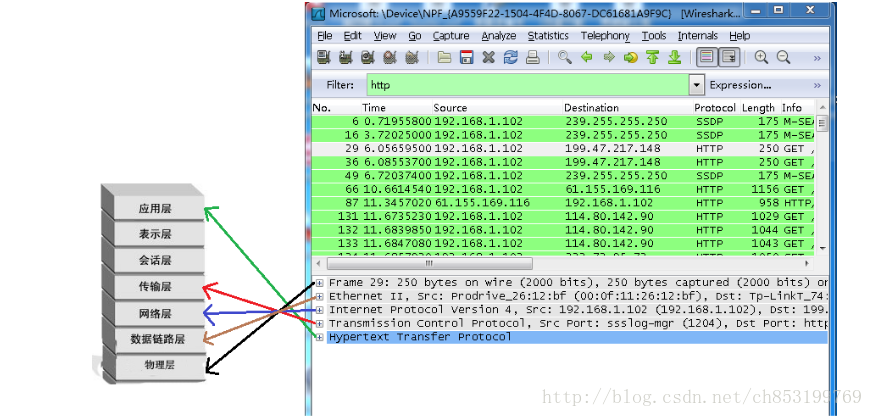 Microsoft: \Device\NPF_{A9559F22-1504-4F4D-8067-DC61681A9F9C} [Wireshark...
File Edit View Go Capture Analyze Statistics Telephony Tools Internals Help
Filter: http Expression...
No. Time Source Destination Protocol Length Info
6 0.71955800 192.168.1.102 239.255.255.250 SSDP 175 M-SEA
16 3.72025000 192.168.1.102 239.255.255.250 SSDP 175 M-SEA
29 6.05659500 192.168.1.102 199.47.217.148 HTTP 250 GET /
36 6.08553700 192.168.1.102 199.47.217.148 HTTP 250 GET /
49 6.72037400 192.168.1.102 239.255.255.250 SSDP 175 M-SEA
66 10.6614540 192.168.1.102 61.155.169.116 HTTP 1156 GET /
87 11.3457020 61.155.169.116 192.168.1.102 HTTP 958 HTTP/
131 11.6735230 192.168.1.102 114.80.142.90 HTTP 1029 GET /
132 11.6839850 192.168.1.102 114.80.142.90 HTTP 1044 GET /
133 11.6847080 192.168.1.102 114.80.142.90 HTTP 1043 GET /
应用层
表示层
会话层
传输层
网络层
数据链路层
物理层
Frame 29: 250 bytes on wire (2000 bits), 250 bytes captured (2000 bits) on
Ethernet II, Src: Prodrive_26:12:bf (00:0f:11:26:12:bf), Dst: Tp-LinkT_74:
Internet Protocol Version 4, Src: 192.168.1.102 (192.168.1.102), Dst: 199.
Transmission Control Protocol, Src Port: ssslog-mgr (1204), Dst Port: http
Hypertext Transfer Protocol
http://blog.csdn.net/ch853199769